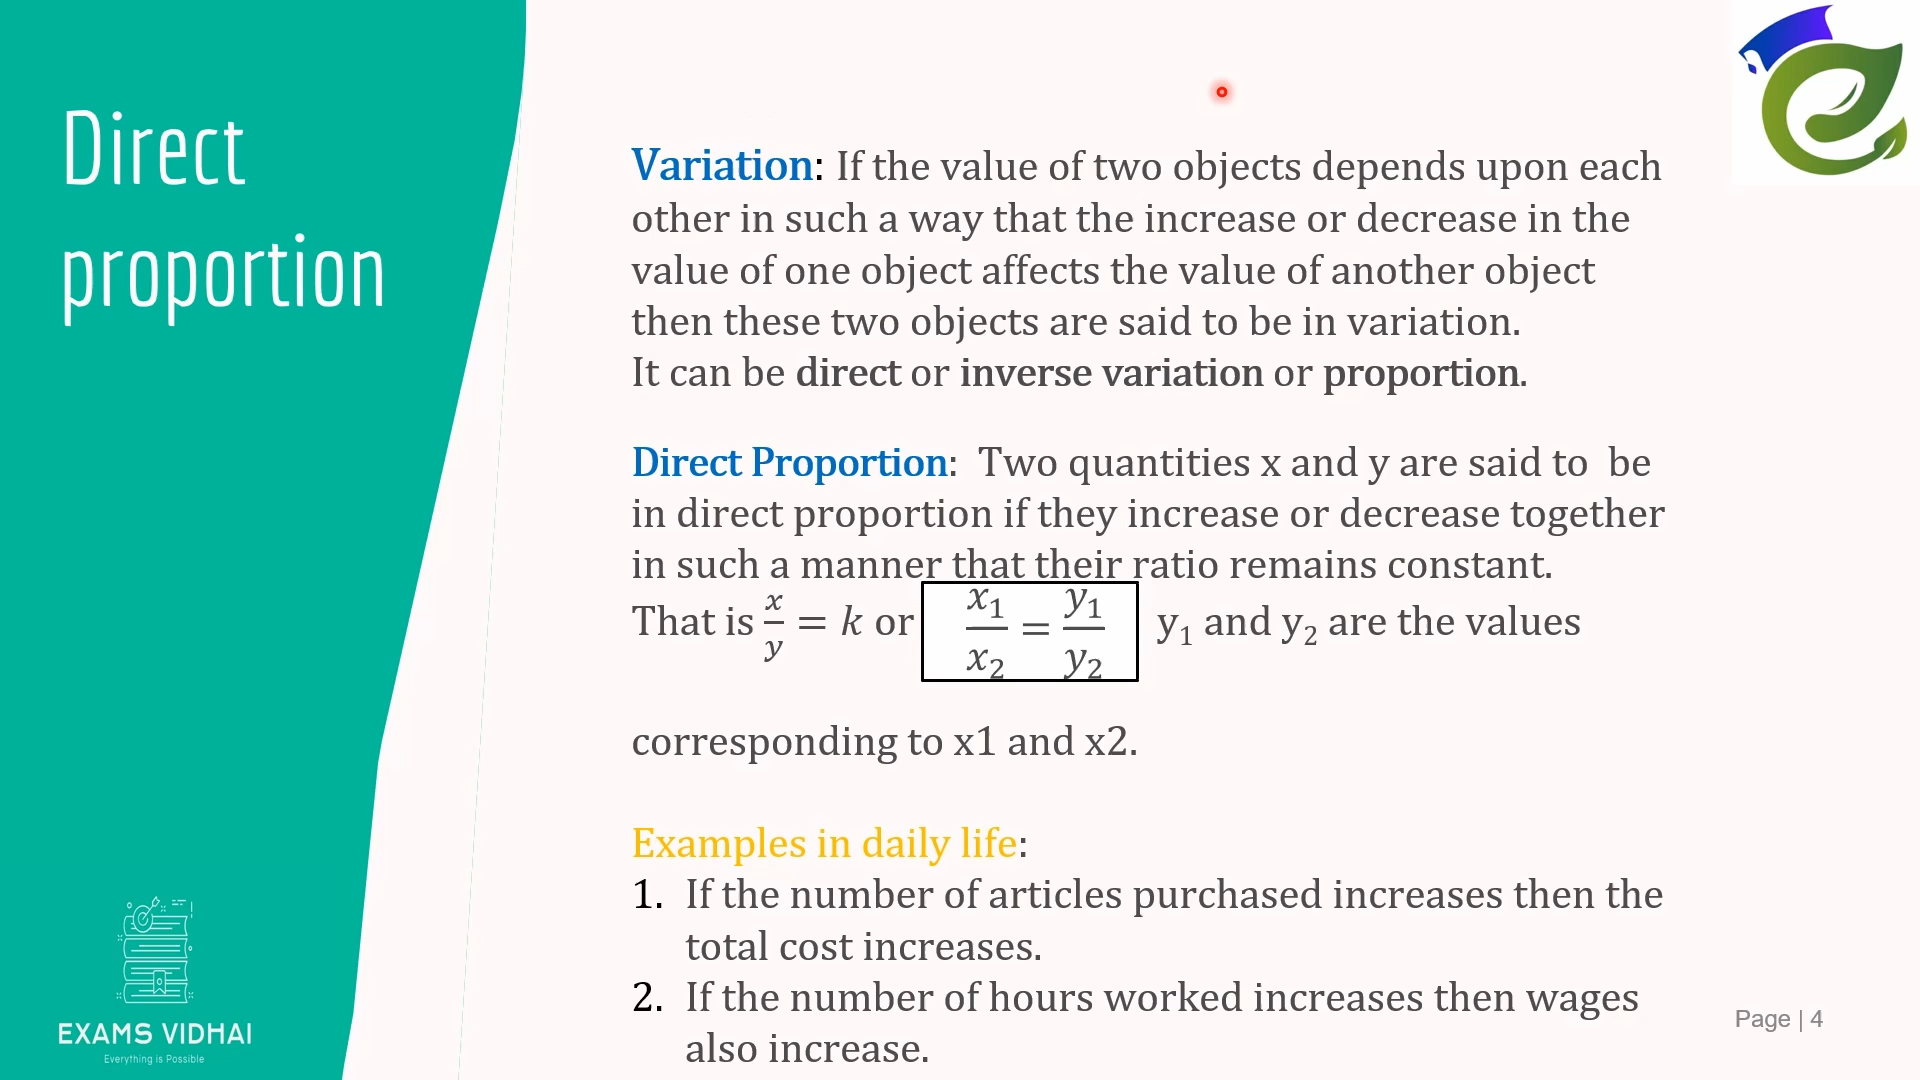 Direct
proportion
Variation: If the value of two objects depends upon each
other in such a way that the increase or decrease in the
value of one object affects the value of another object
then these two objects are said to be in variation.
It can be direct or inverse variation or proportion.
Direct Proportion:  Two quantities x and y are said to  be
in direct proportion if they increase or decrease together
in such a manner that their ratio remains constant.
That is x/y = k or x₁/x₂ = y₁/y₂ y₁ and y₂ are the values
corresponding to x1 and x2.
Examples in daily life:
1. If the number of articles purchased increases then the
total cost increases.
2. If the number of hours worked increases then wages
also increase.
EXAMS VIDHAI
Everything is Possible
Page | 4